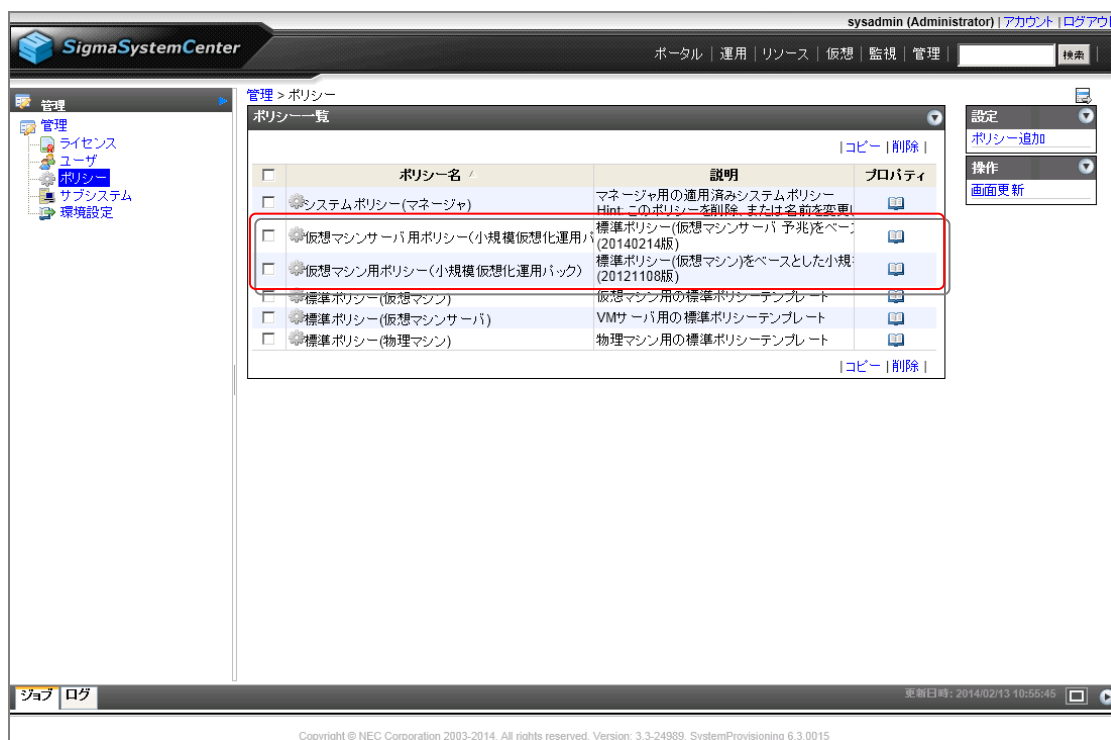 sysadmin (Administrator) | アカウント | ログアウ
SigmaSystemCenter
ポータル | 運用 | リソース | 仮想 | 監視 | 管理 |
検索 |
管理
管理
ライセンス
ユーザ
ポリシー
サブシステム
環境設定
管理 > ポリシー
ポリシー一覧
| コピー | 削除 |
ポリシー名 説明 プロパティ
システムポリシー(マネージャ) マネージャ用の適用済みシステムポリシー
Hint: このポリシーを削除、または名前を変更
仮想マシンサーバ用ポリシー(小規模仮想化運用 標準ポリシー(仮想マシンサーバ 予兆)をベー
(20140214版)
仮想マシン用ポリシー(小規模仮想化運用パック) 標準ポリシー(仮想マシン)をベースとした小規
(20121108版)
標準ポリシー(仮想マシン) 仮想マシン用の標準ポリシーテンプレート
標準ポリシー(仮想マシンサーバ) VMサーバ用の標準ポリシーテンプレート
標準ポリシー(物理マシン) 物理マシン用の標準ポリシーテンプレート
| コピー | 削除 |
設定
ポリシー追加
操作
画面更新
ジョブ ログ
更新日時: 2014/02/13 10:55:45
Copyright © NEC Corporation 2003-2014. All rights reserved. Version: 3.3-24989, SystemProvisioning 6.3.0015